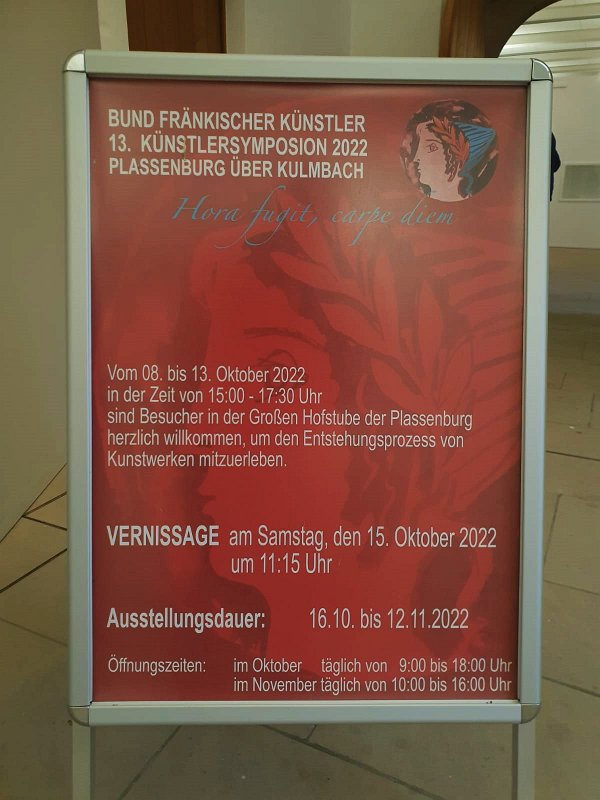 BUND FRÄNKISCHER KÜNSTLER
13. KÜNSTLERSYMPOSION 2022
PLASSENBURG ÜBER KULMBACH
Hora fugit, carpe diem
Vom 08. bis 13. Oktober 2022
in der Zeit von 15:00 - 17:30 Uhr
sind Besucher in der Großen Hofstube der Plassenburg
herzlich willkommen, um den Entstehungsprozess von
Kunstwerken mitzuerleben.
VERNISSAGE am Samstag, den 15. Oktober 2022
um 11:15 Uhr
Ausstellungsdauer: 16.10. bis 12.11.2022
Öffnungszeiten: im Oktober täglich von 9:00 bis 18:00 Uhr
im November täglich von 10:00 bis 16:00 Uhr